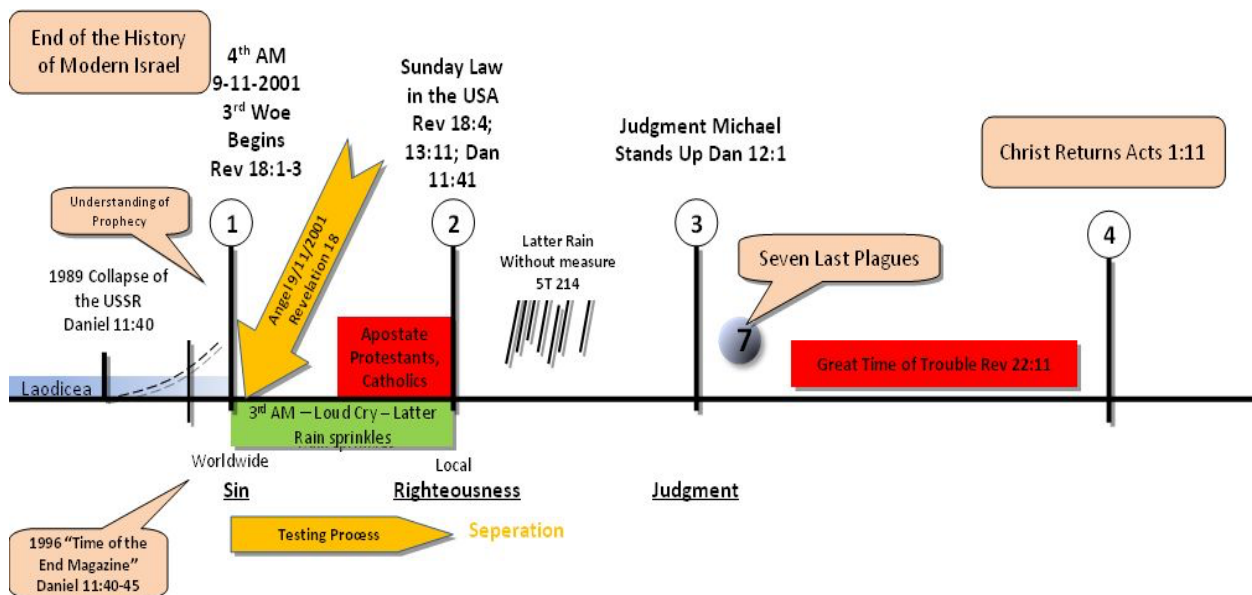 End of the History
of Modern Israel
4th AM
9-11-2001
3rd Woe
Begins
Rev 18:1-3
Sunday Law
in the USA
Rev 18:4;
13:11; Dan
11:41
Judgment Michael
Stands Up Dan 12:1
Christ Returns Acts 1:11
Understanding of
Prophecy
1
2
3
4
Angel 9/11/2001
Revelation 18
1989 Collapse of
the USSR
Daniel 11:40
Latter Rain
Without measure
5T 214
Seven Last Plagues
7
Apostate
Protestants,
Catholics
Great Time of Trouble Rev 22:11
Laodicea
3rd AM – Loud Cry – Latter
Rain sprinkles
Worldwide
Local
Sin
Righteousness
Judgment
Testing Process
Seperation
1996 "Time of the
End Magazine"
Daniel 11:40-45